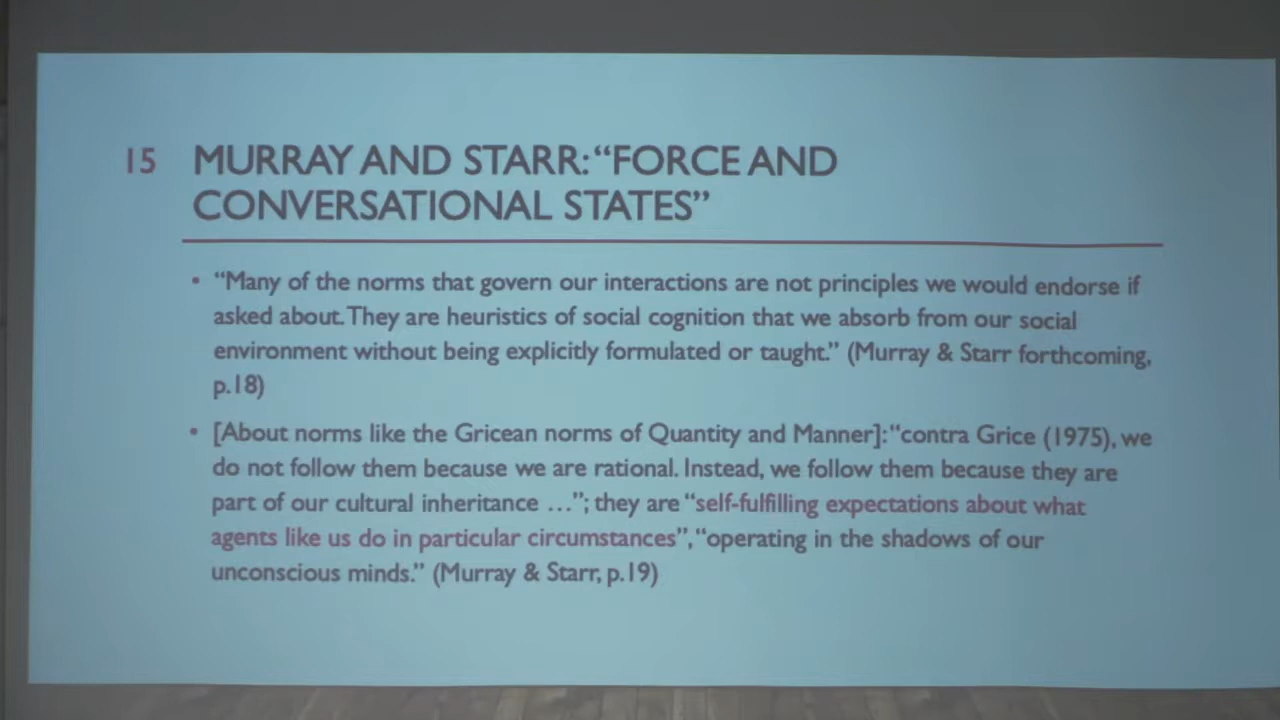 15 MURRAY AND STARR: “FORCE AND
CONVERSATIONAL STATES”
• “Many of the norms that govern our interactions are not principles we would endorse if
asked about. They are heuristics of social cognition that we absorb from our social
environment without being explicitly formulated or taught.” (Murray & Starr forthcoming,
p.18)
• [About norms like the Gricean norms of Quantity and Manner]: “contra Grice (1975), we
do not follow them because we are rational. Instead, we follow them because they are
part of our cultural inheritance …”; they are “self-fulfilling expectations about what
agents like us do in particular circumstances”, “operating in the shadows of our
unconscious minds.” (Murray & Starr, p.19)